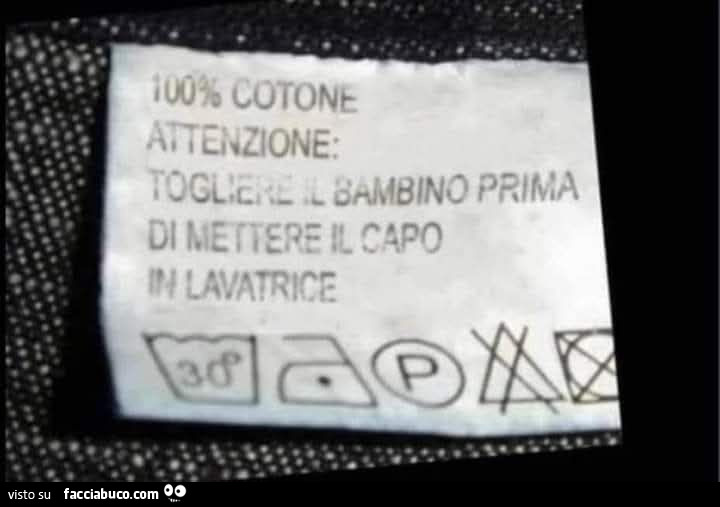 100% COTONE
ATTENZIONE:
TOGLIERE IL BAMBINO PRIMA
DI METTERE IL CAPO
IN LAVATRICE
30°
P
visto su facciabuco.com